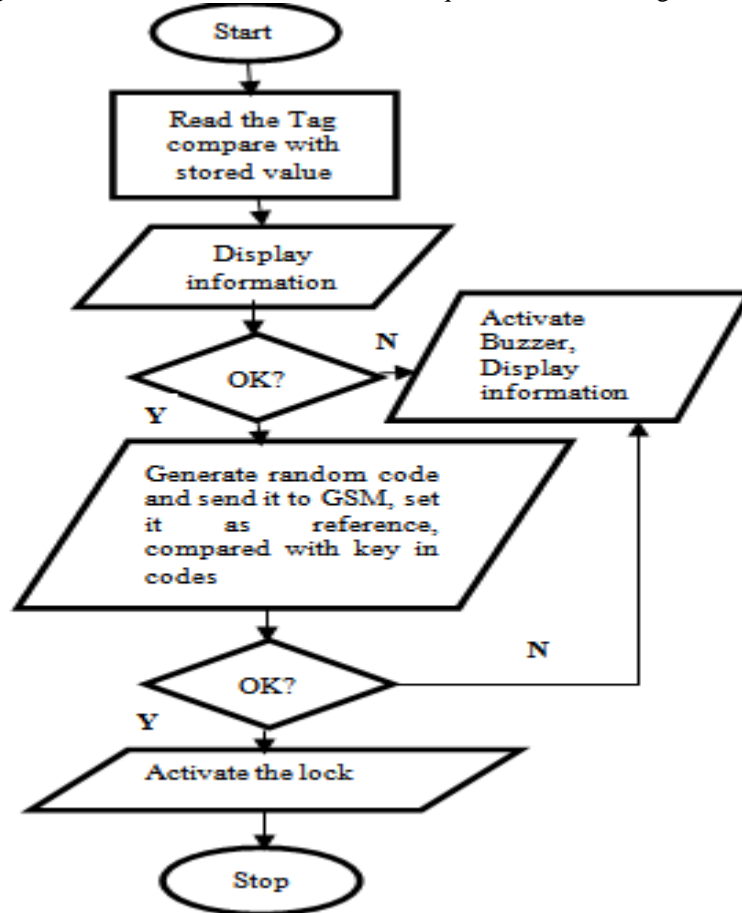 Start
Read the Tag
compare with
stored value
Display
information
OK?
N
Activate
Buzzer,
Display
information
Y
Generate random code
and send it to GSM, set
it as reference,
compared with key in
codes
OK?
N
Y
Activate the lock
Stop